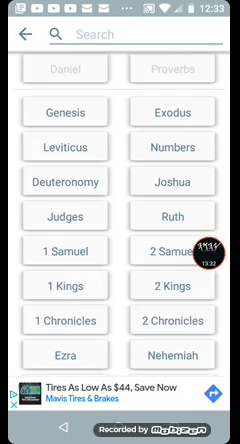 12:33
Search
Daniel Proverbs
Genesis Exodus
Leviticus Numbers
Deuteronomy Joshua
Judges Ruth
1 Samuel 2 Samue
13:32
1 Kings 2 Kings
1 Chronicles 2 Chronicles
Ezra Nehemiah
Tires As Low As $44, Save Now
Mavis Tires & Brakes
Recorded by Mobizen